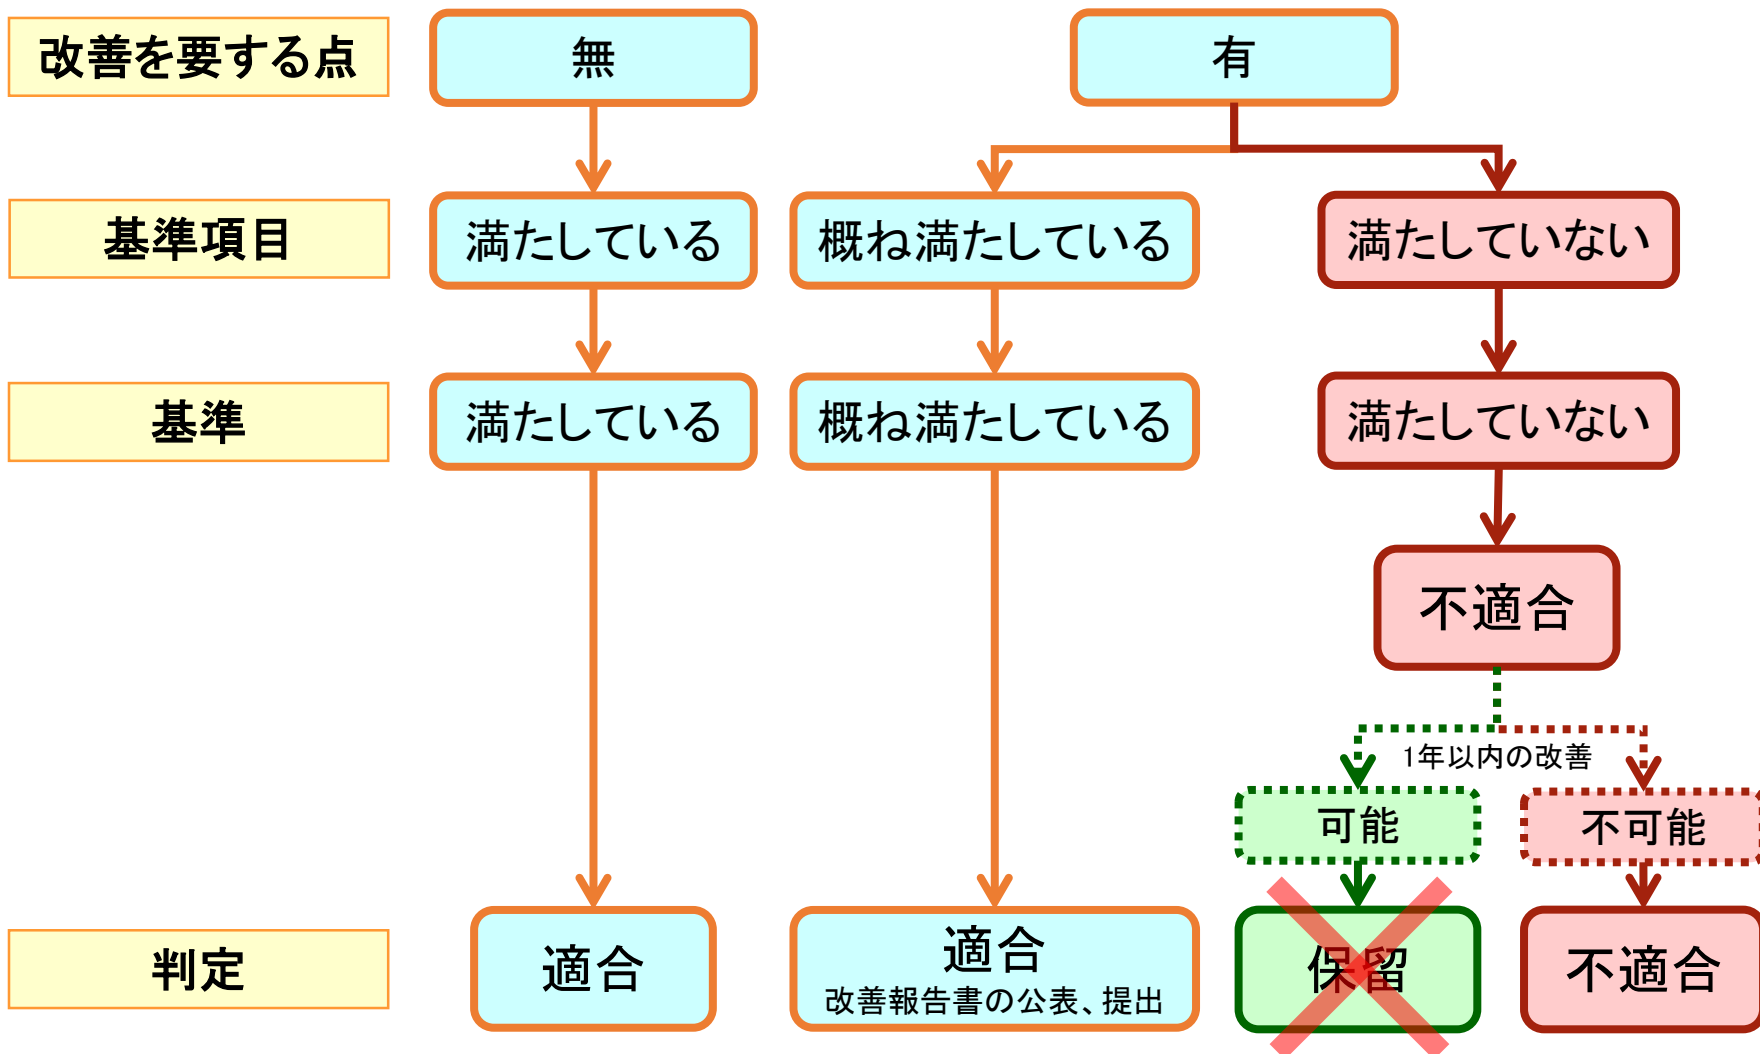 改善を要する点
無
有
基準項目
満たしている
概ね満たしている
満たしていない
基準
満たしている
概ね満たしている
満たしていない
不適合
1年以内の改善
可能
不可能
判定
適合
適合
改善報告書の公表、提出
保留
不適合